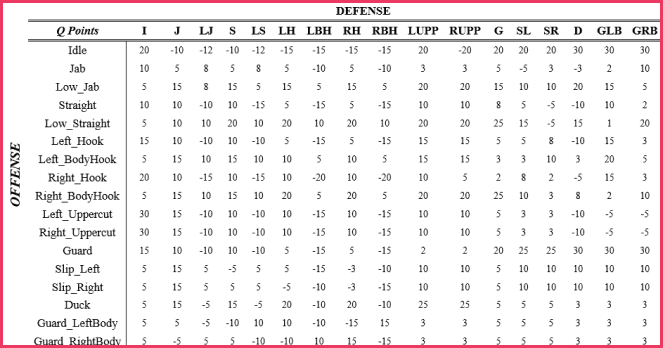 DEFENSE
Q Points I J LJ S LS LH LBH RH RBH LUPP RUPP G SL SR D GLB GRB
OFFENSE
Idle 20 -10 -12 -10 -12 -15 -15 -15 -15 20 -20 20 20 20 30 30 30
Jab 10 5 8 5 8 5 -10 5 -10 3 3 5 -5 3 -3 2 10
Low_Jab 5 15 8 15 5 15 5 15 5 20 20 15 10 10 20 15 5
Straight 10 10 -10 10 -15 5 -15 5 -15 10 10 8 5 -5 -10 10 2
Low_Straight 5 10 10 20 10 20 10 20 10 20 20 25 15 -5 15 1 20
Left_Hook 15 10 -10 10 -10 5 -15 5 -15 15 15 5 5 8 -10 15 3
Left_BodyHook 5 15 10 15 10 10 5 10 5 15 15 3 3 10 3 20 5
Right_Hook 20 10 -15 10 -15 10 -20 10 -20 10 5 2 8 2 -5 15 3
Right_BodyHook 5 15 10 15 10 20 5 20 5 20 20 25 10 3 8 2 10
Left_Uppercut 30 15 -10 10 -10 10 -15 10 -15 10 10 5 3 3 -10 -5 -5
Right_Uppercut 30 15 -10 10 -10 10 -15 10 -15 10 10 5 3 3 -10 -5 -5
Guard 15 10 -10 10 -10 5 -15 5 -15 2 2 20 25 25 30 30 30
Slip_Left 5 15 5 -5 5 5 -15 -3 -10 10 10 5 10 10 10 10 10
Slip_Right 5 15 5 5 5 -5 -10 -3 -15 10 10 5 10 10 10 10 10
Duck 5 15 -5 15 -5 20 -10 20 -10 25 25 5 5 5 3 3 3
Guard_LeftBody 5 5 -5 -10 10 10 -10 -15 15 3 3 5 5 5 3 3 3
Guard_RightBody 5 -5 5 5 -10 -10 10 15 -15 3 3 5 5 5 3 3 3